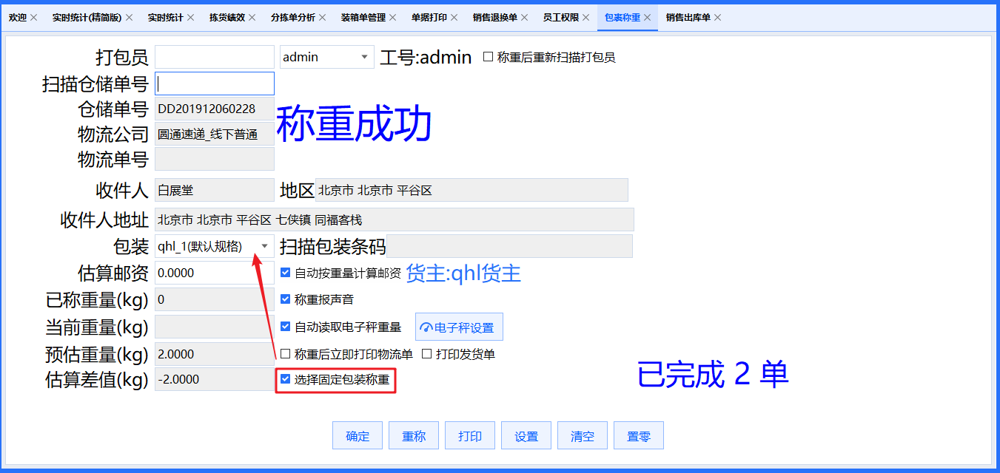 欢迎 实时统计(精简版) 实时统计 拣货绩效 分拣单分析 装箱单管理 单据打印 销售退换单 员工权限 包裹称重 销售出库单
打包员 admin 工号:admin 称重后重新扫描打包员
扫描仓储单号
仓储单号 DD201912060228
称重成功
物流公司 圆通速递_线下普通
物流单号
收件人 白展堂 地区 北京市 北京市 平谷区
收件人地址 北京市 北京市 平谷区 七侠镇 同福客栈
包装 qhl_1(默认规格) 扫描包装条码
估算邮资 0.0000 自动按重量计算邮资 货主:qhl货主
已称重量(kg) 0 称重报声音
当前重量(kg) 自动读取电子秤重量 电子秤设置
预估重量(kg) 2.0000 称重后立即打印物流单 打印发货单
估算差值(kg) -2.0000 选择固定包装称重
已完成 2 单
确定 重称 打印 设置 清空 置零